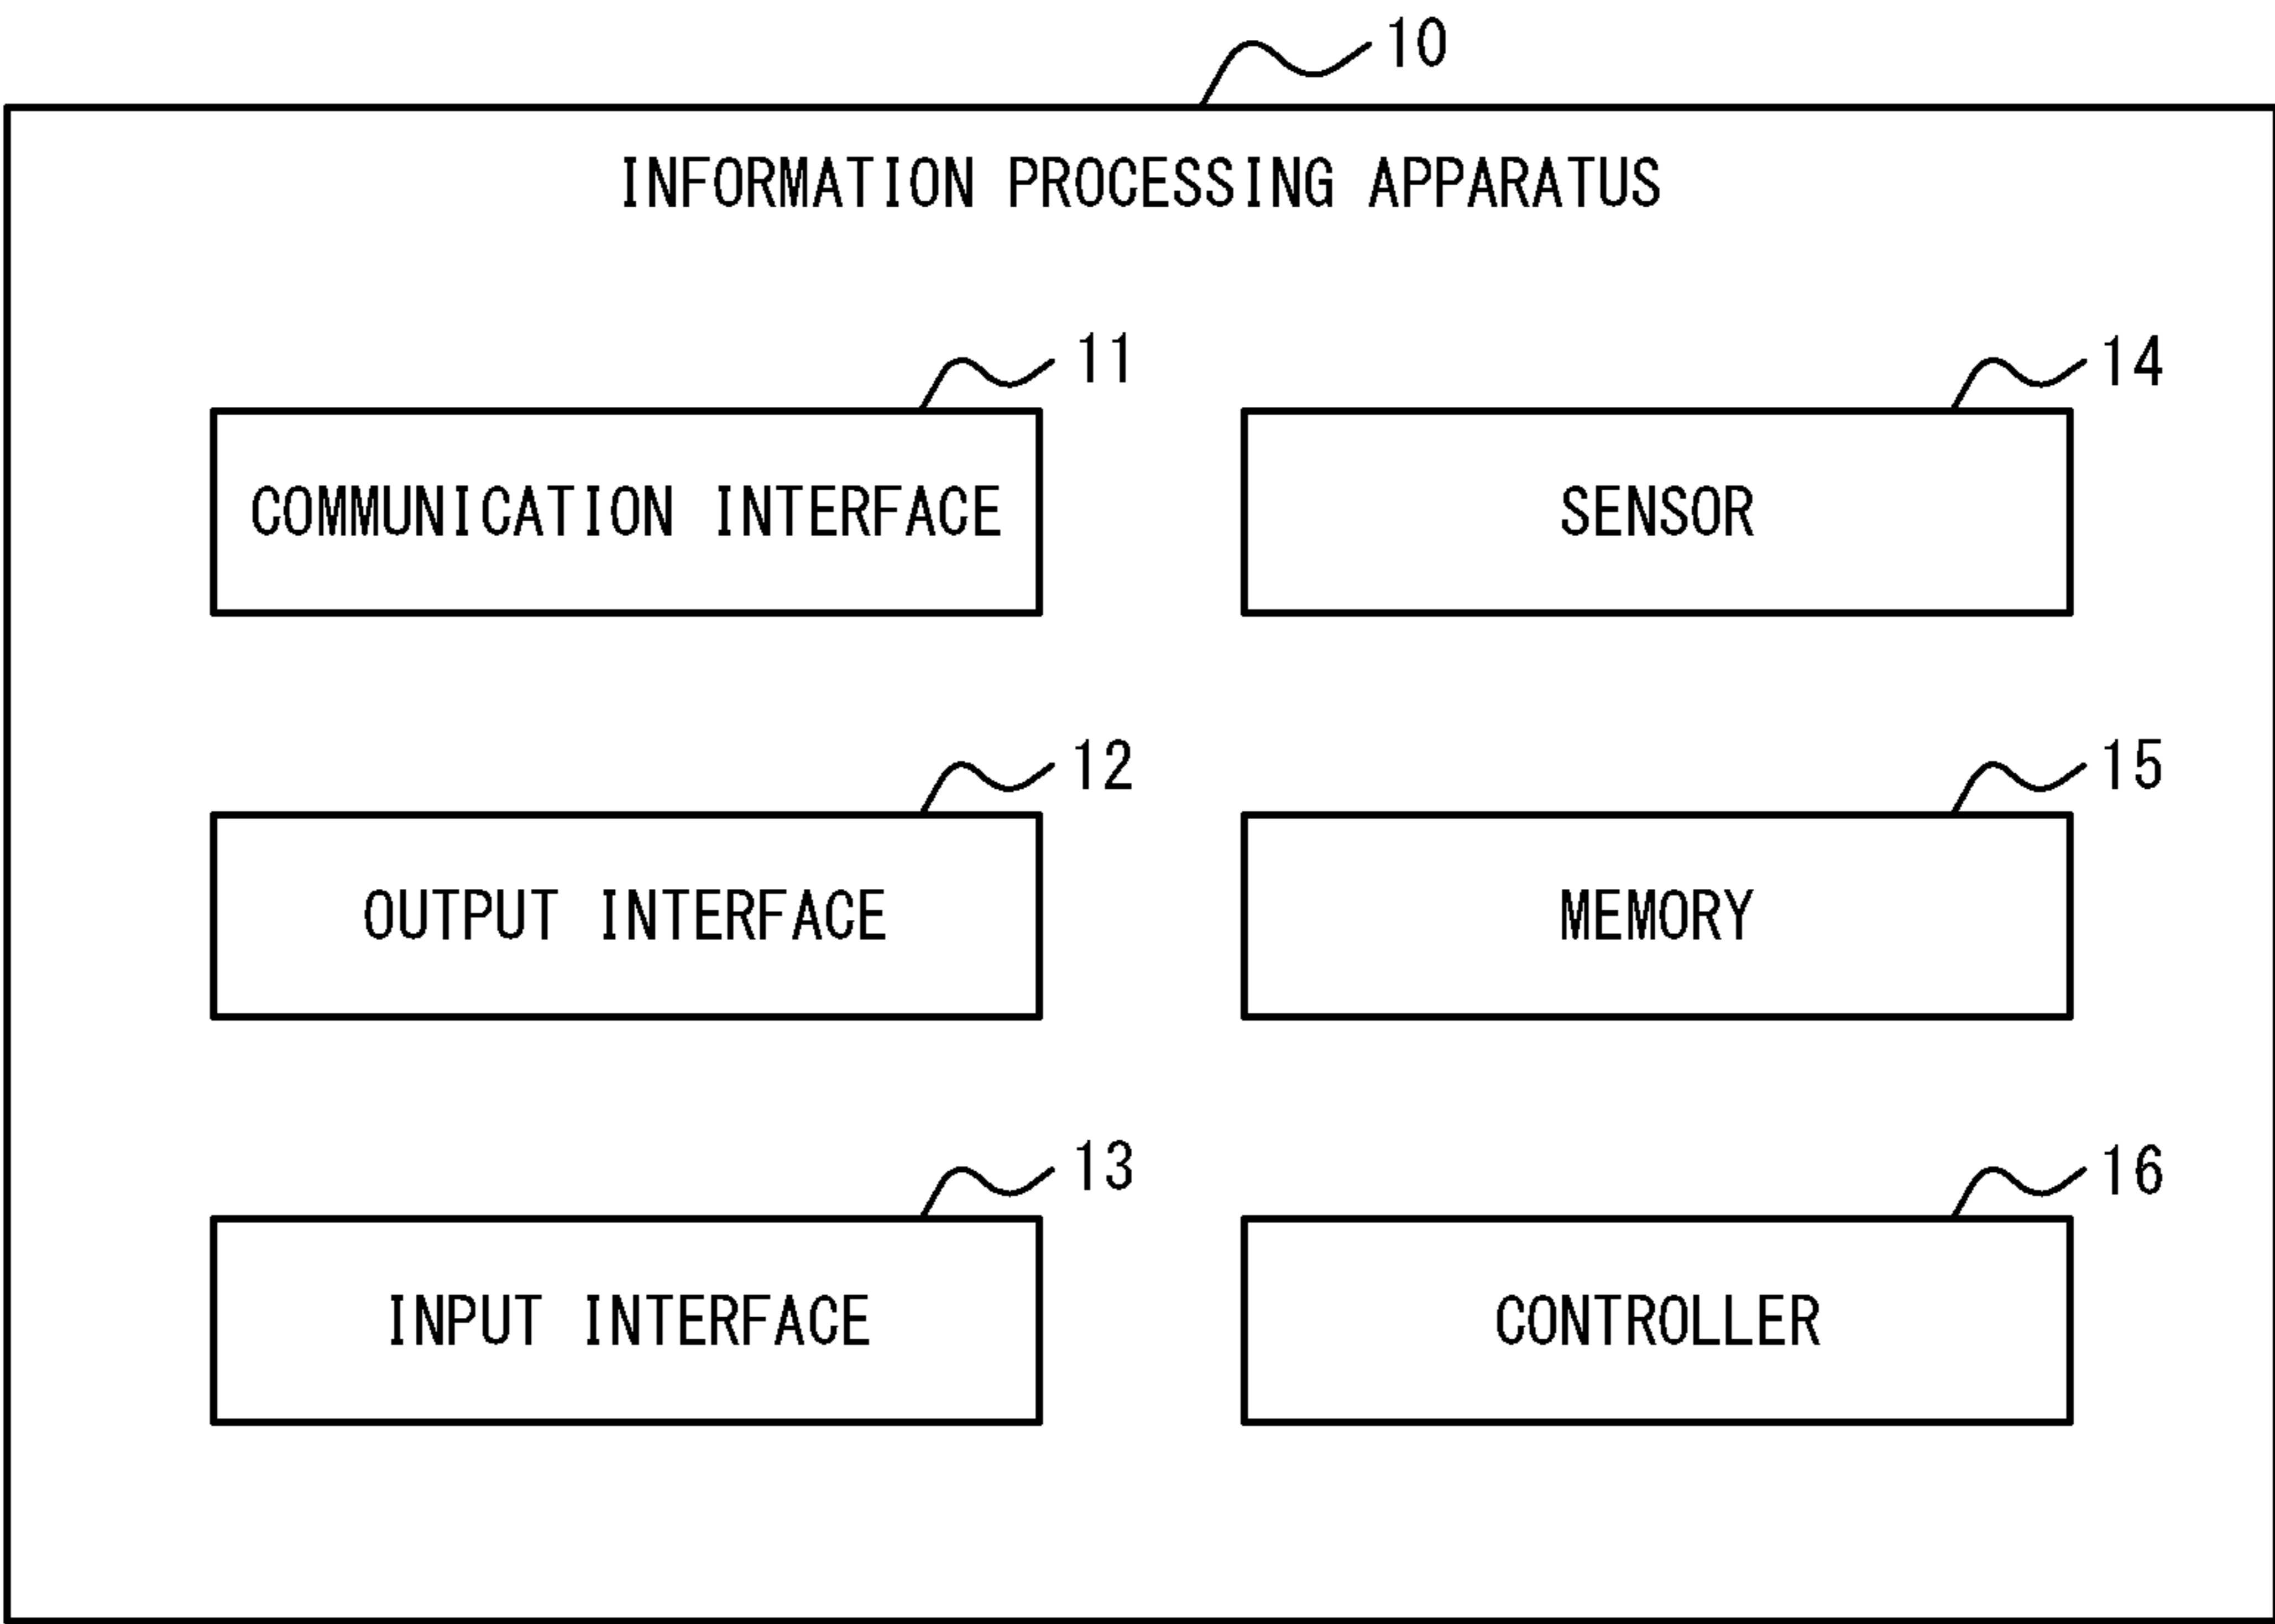 10
INFORMATION PROCESSING APPARATUS
11
COMMUNICATION INTERFACE
14
SENSOR
12
OUTPUT INTERFACE
15
MEMORY
13
INPUT INTERFACE
16
CONTROLLER